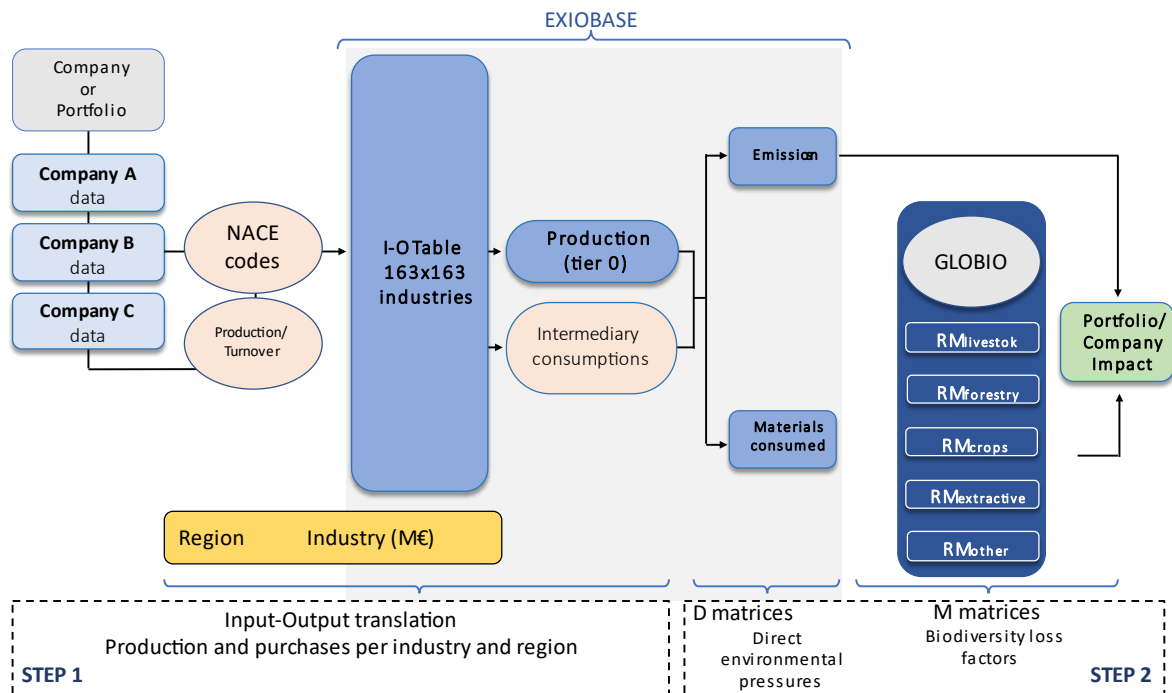 EXIOBASE
Company
or
Portfolio
Company A
data
Company B
data
Company C
data
NACE
codes
Production/
Turnover
I-OTable
163x163
industries
Production
(tier 0)
Intermediary
consumptions
Emission
Materials
consumed
GLOBIO
RMlivestok
RMforestry
RMcrops
RMextractive
RMother
Portfolio/
Company
Impact
Region Industry (M€)
Input-Output translation
Production and purchases per industry and region
STEP 1
D matrices
Direct
environmental
pressures
M matrices
Biodiversity loss
factors
STEP 2